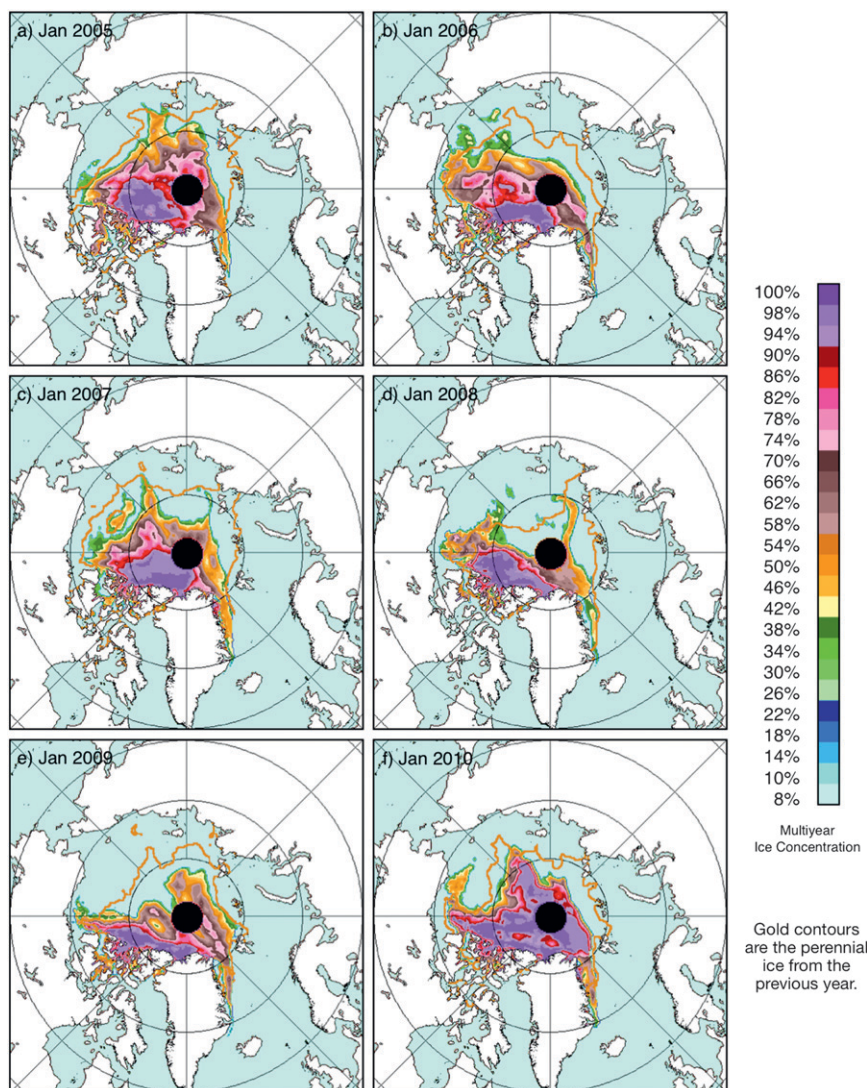 a) Jan 2005
b) Jan 2006
c) Jan 2007
d) Jan 2008
e) Jan 2009
f) Jan 2010
100%
98%
94%
90%
86%
82%
78%
74%
70%
66%
62%
58%
54%
50%
46%
42%
38%
34%
30%
26%
22%
18%
14%
10%
8%
Multiyear
Ice Concentration
Gold contours
are the perennial
ice from the
previous year.